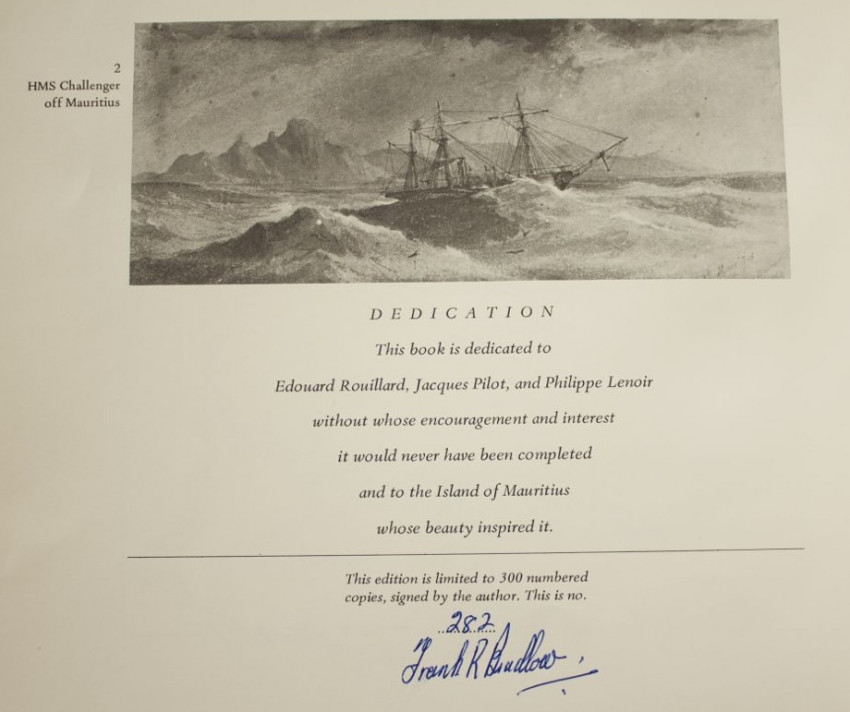 2
HMS Challenger
off Mauritius
DEDICATION
This book is dedicated to
Edouard Rouillard, Jacques Pilot, and Philippe Lenoir
without whose encouragement and interest
it would never have been completed
and to the Island of Mauritius
whose beauty inspired it.
This edition is limited to 300 numbered
copies, signed by the author. This is no.
282
Frank R Bradlow